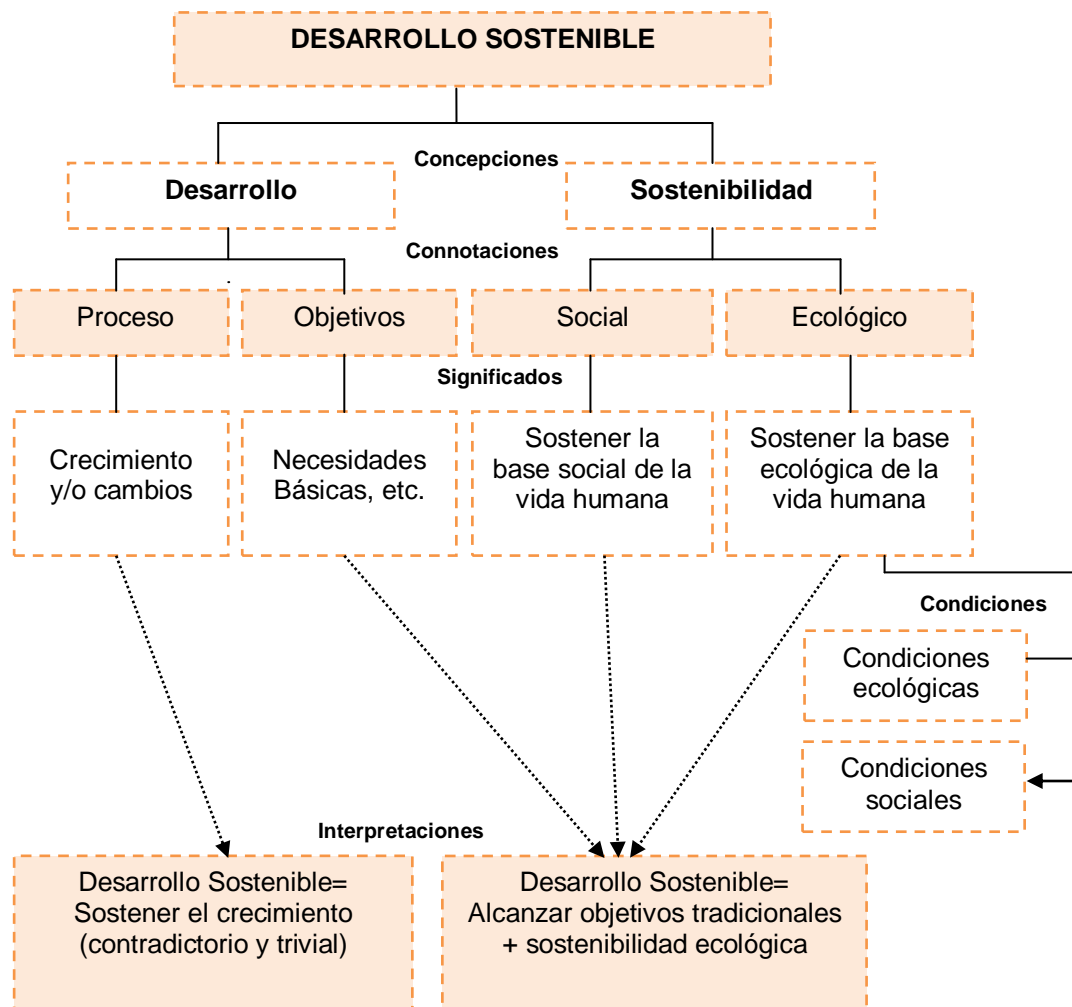 DESARROLLO SOSTENIBLE
Concepciones
Desarrollo
Sostenibilidad
Connotaciones
Proceso
Objetivos
Social
Ecológico
Significados
Crecimiento
y/o cambios
Necesidades
Básicas, etc.
Sostener la
base social de la
vida humana
Sostener la base
ecológica de la
vida humana
Condiciones
Condiciones
ecológicas
Condiciones
sociales
Interpretaciones
Desarrollo Sostenible=
Sostener el crecimiento
(contradictorio y trivial)
Desarrollo Sostenible=
Alcanzar objetivos tradicionales
+ sostenibilidad ecológica